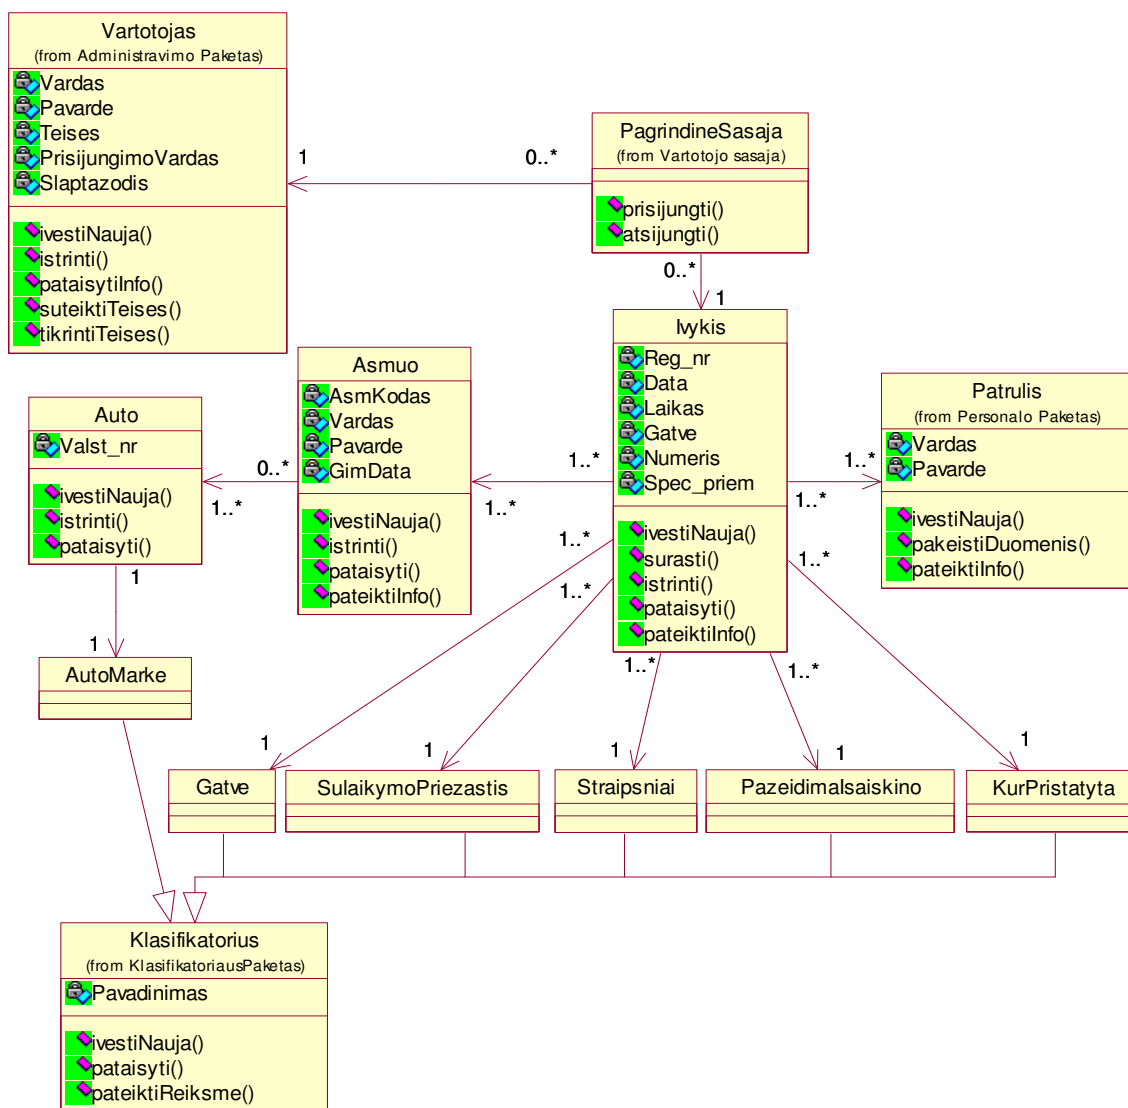 Vartotojas
(from Administravimo Paketas)
Vardas
Pavarde
Teises
PrisijungimoVardas
Slaptazodis
ivestiNauja()
istrinti()
pataisytiInfo()
suteiktiTeises()
tikrintiTeises()
1
0..*
PagrindineSasaja
(from Vartotojo sasaja)
prisijungti()
atsijungti()
0..*
1
Ivykis
Reg_nr
Data
Laikas
Gatve
Numeris
Spec_priem
ivestiNauja()
surasti()
istrinti()
pataisyti()
pateiktiInfo()
Asmuo
AsmKodas
Vardas
Pavarde
GimData
ivestiNauja()
istrinti()
pataisyti()
pateiktiInfo()
Auto
Valst_nr
ivestiNauja()
istrinti()
pataisyti()
Patrulis
(from Personalo Paketas)
Vardas
Pavarde
ivestiNauja()
pakeistiDuomenis()
pateiktiInfo()
0..*
1..*
1..*
1..*
1..*
1..*
1..*
1..*
1..*
1..*
1..*
1
1
AutoMarke
1
1
1
1
1
Gatve
SulaikymoPriezastis
Straipsniai
PazeidimaIsaiskino
KurPristatyta
Klasifikatorius
(from KlasifikatoriausPaketas)
Pavadinimas
ivestiNauja()
pataisyti()
pateiktiReiksme()